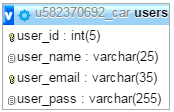 v u582370692_car users
user_id : int(5)
user_name : varchar(25)
user_email : varchar(35)
user_pass : varchar(255)